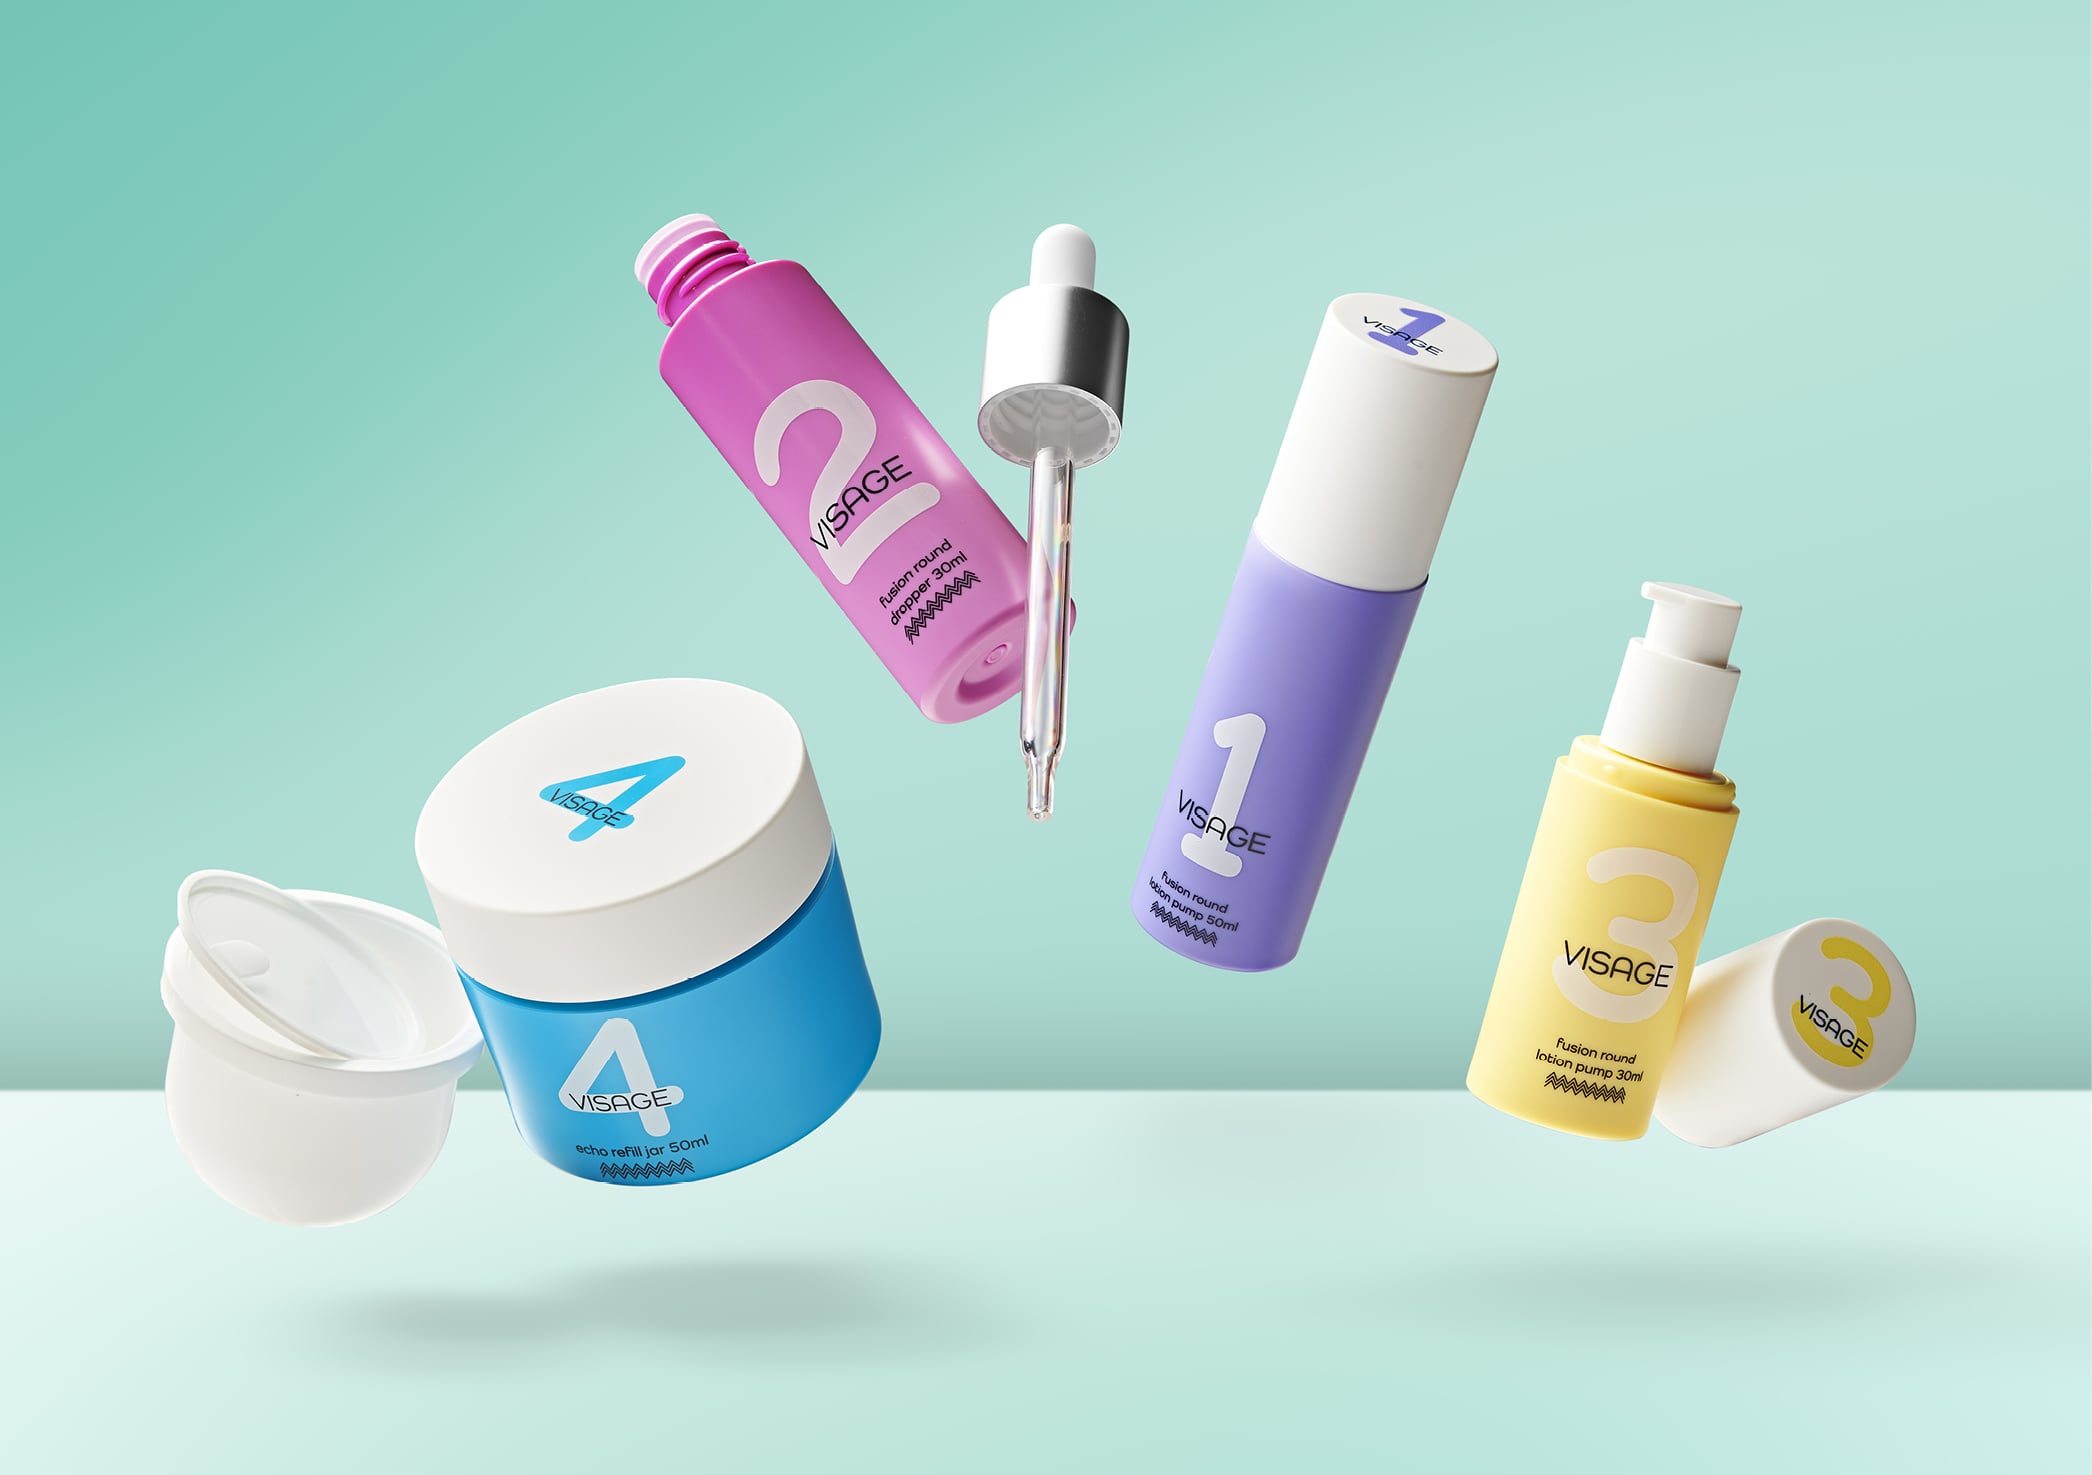 2
VISAGE
fusion round
dropper 30ml
1
VISAGE
1
VISAGE
fusion round
lotion pump 50ml
4
VISAGE
4
VISAGE
echo refill jar 50ml
3
VISAGE
fusion round
lotion pump 30ml
3
VISAGE